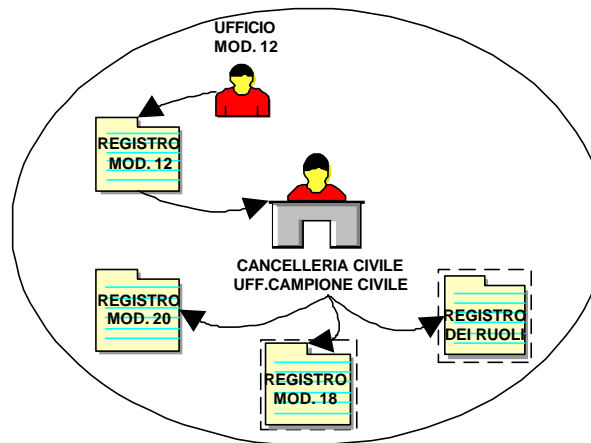 UFFICIO
MOD. 12
REGISTRO
MOD. 12
CANCELLERIA CIVILE
UFF.CAMPIONE CIVILE
REGISTRO
MOD. 20
REGISTRO
MOD. 18
REGISTRO
DEI RUOLI